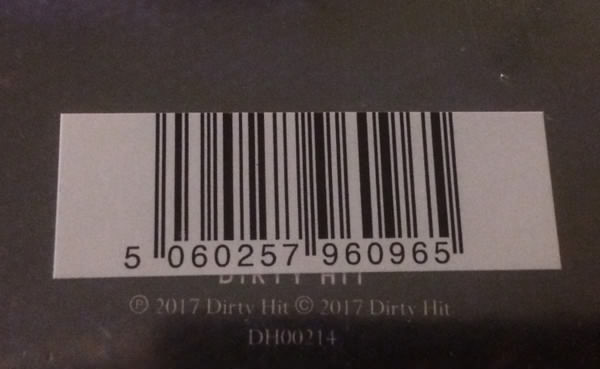 5 060257 960965
DIRTY HIT
℗ 2017 Dirty Hit © 2017 Dirty Hit
DH00214